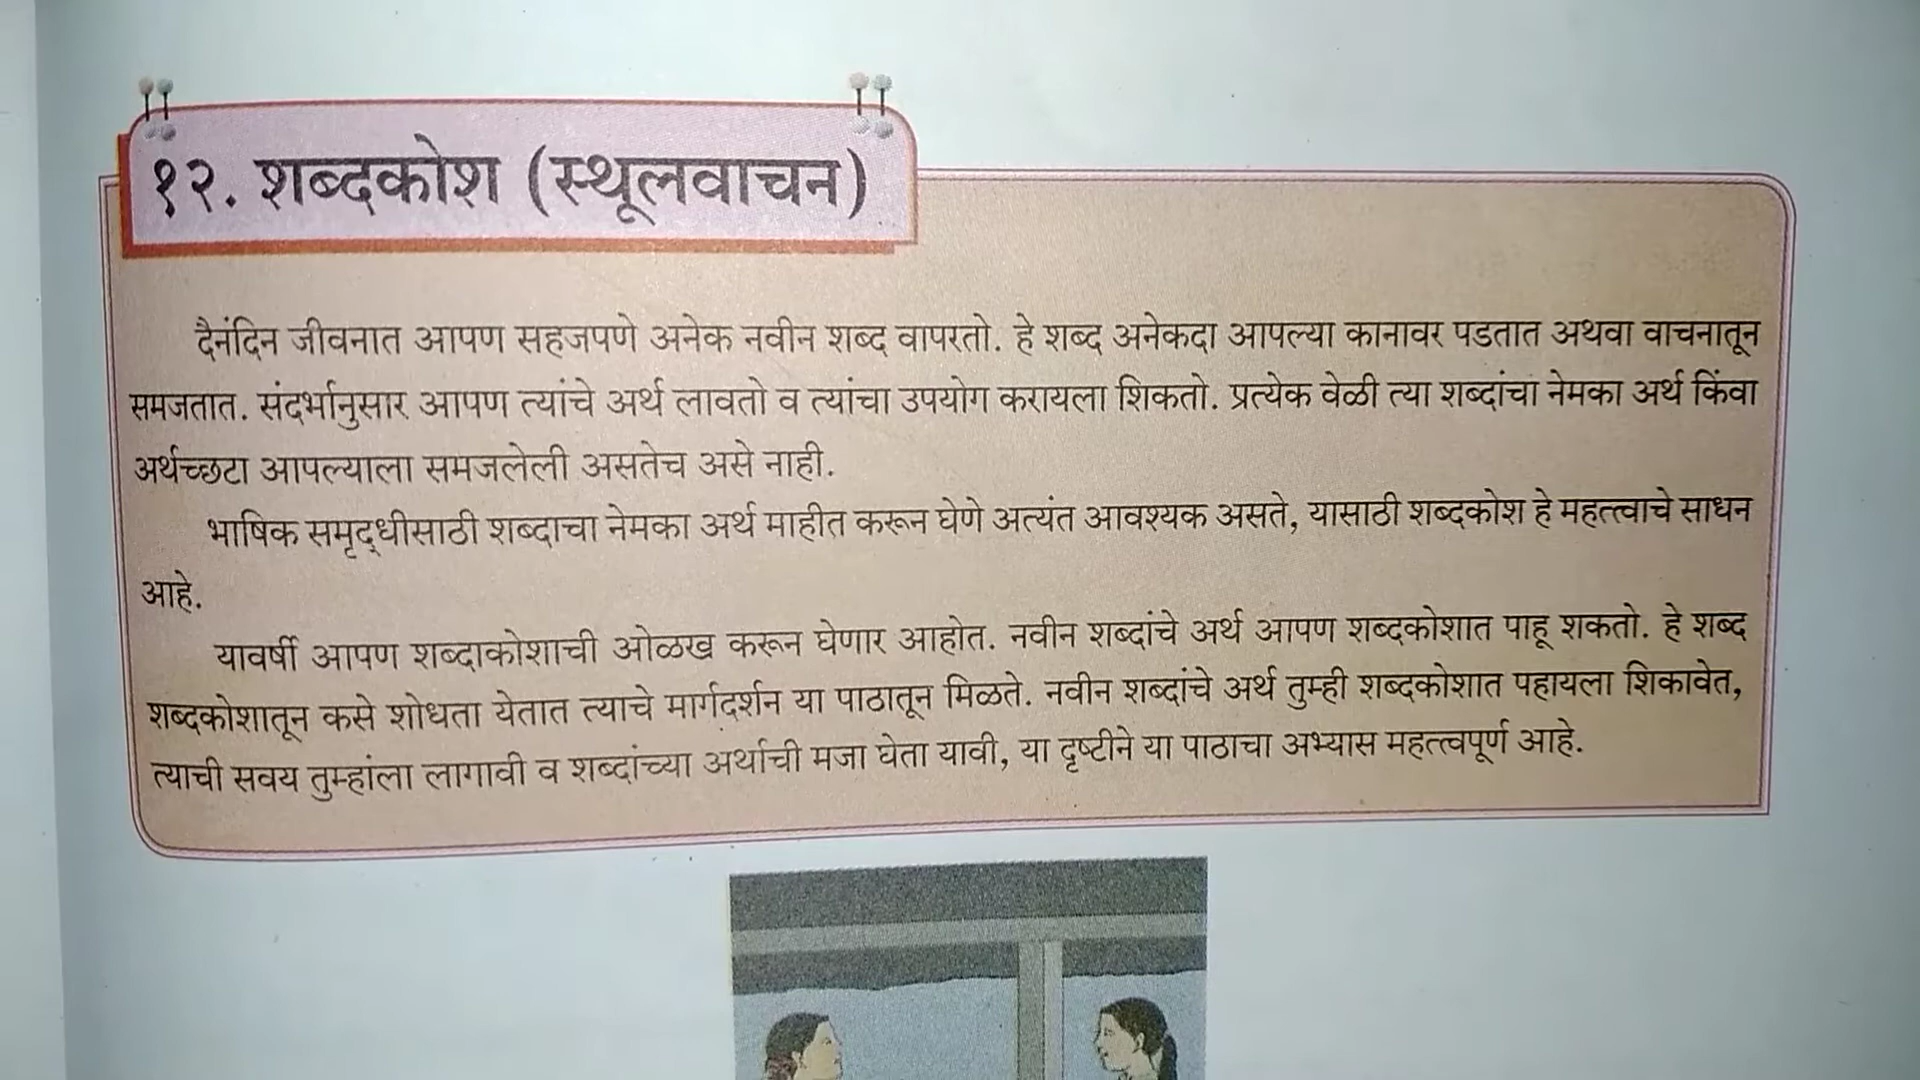 १२. शब्दकोश (स्थूलवाचन)
दैनंदिन जीवनात आपण सहजपणे अनेक नवीन शब्द वापरतो. हे शब्द अनेकदा आपल्या कानावर पडतात अथवा वाचनातून
समजतात. संदर्भानुसार आपण त्यांचे अर्थ लावतो व त्यांचा उपयोग करायला शिकतो. प्रत्येक वेळी त्या शब्दांचा नेमका अर्थ किंवा
अर्थच्छटा आपल्याला समजलेली असतेच असे नाही.
भाषिक समृद्धीसाठी शब्दाचा नेमका अर्थ माहीत करून घेणे अत्यंत आवश्यक असते, यासाठी शब्दकोश हे महत्त्वाचे साधन
आहे.
यावर्षी आपण शब्दाकोशाची ओळख करून घेणार आहोत. नवीन शब्दांचे अर्थ आपण शब्दकोशात पाहू शकतो. हे शब्द
शब्दकोशातून कसे शोधता येतात त्याचे मार्गदर्शन या पाठातून मिळते. नवीन शब्दांचे अर्थ तुम्ही शब्दकोशात पहायला शिकावेत,
त्याची सवय तुम्हांला लागावी व शब्दांच्या अर्थाची मजा घेता यावी, या दृष्टीने या पाठाचा अभ्यास महत्त्वपूर्ण आहे.